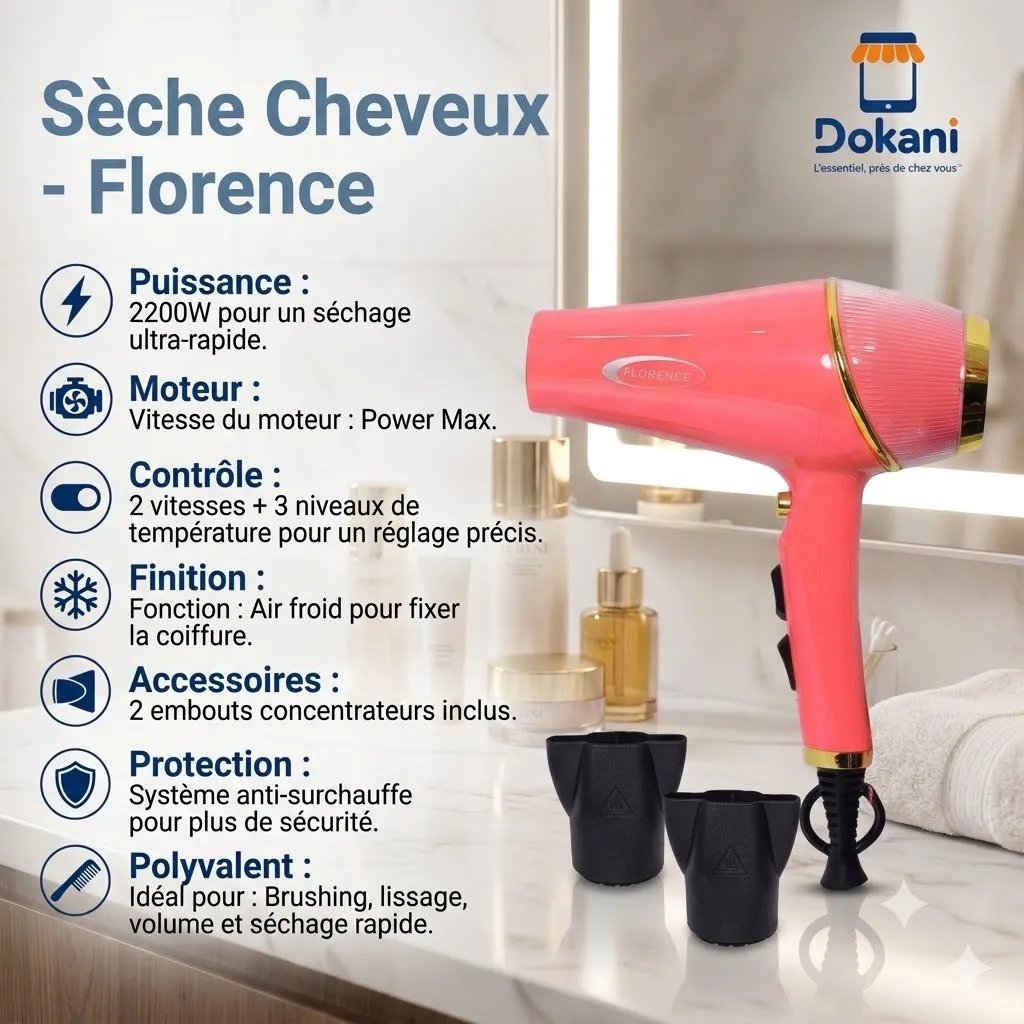 Sèche Cheveux
- Florence
Dokani
L'essentiel, près de chez vous
Puissance :
2200W pour un séchage
ultra-rapide.
Moteur :
Vitesse du moteur : Power Max.
Contrôle :
2 vitesses + 3 niveaux de
température pour un réglage précis.
Finition :
Fonction : Air froid pour fixer
la coiffure.
Accessoires :
2 embouts concentrateurs inclus.
Protection :
Système anti-surchauffe
pour plus de sécurité.
Polyvalent :
Idéal pour : Brushing, lissage,
volume et séchage rapide.
FLORENCE